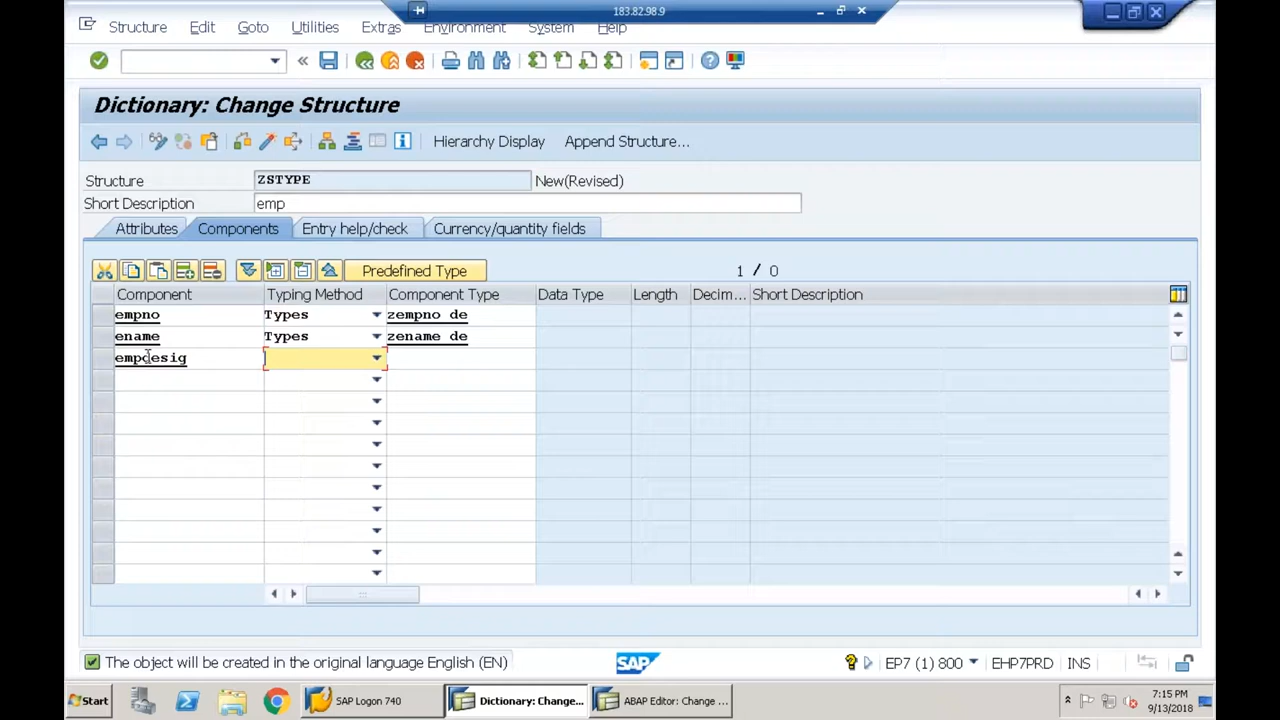 183.82.98.9
Structure Edit Goto Utilities Extras Environment System Help
Dictionary: Change Structure
Hierarchy Display Append Structure...
Structure ZSTYPE New(Revised)
Short Description emp
Attributes Components Entry help/check Currency/quantity fields
Predefined Type 1 / 0
Component Typing Method Component Type Data Type Length Decim... Short Description
empno Types zempno de
ename Types zename de
empdesig
The object will be created in the original language English (EN) SAP EP7 (1) 800 EHP7PRD INS
Start SAP Logon 740 Dictionary: Change... ABAP Editor: Change ... 7:15 PM
9/13/2018